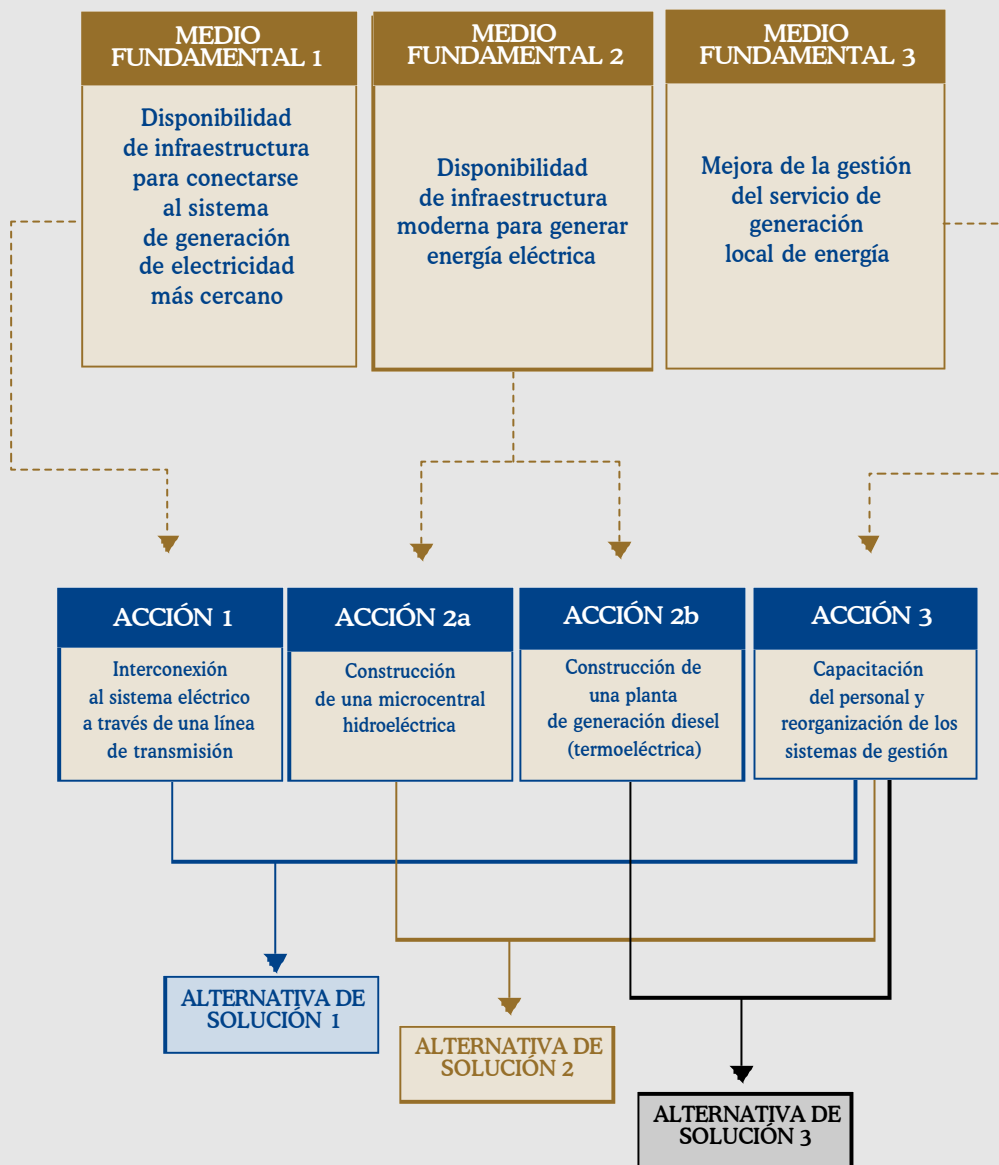 MEDIO
FUNDAMENTAL 1
Disponibilidad
de infraestructura
para conectarse
al sistema
de generación
de electricidad
más cercano
MEDIO
FUNDAMENTAL 2
Disponibilidad
de infraestructura
moderna para generar
energía eléctrica
MEDIO
FUNDAMENTAL 3
Mejora de la gestión
del servicio de
generación
local de energía
ACCIÓN 1
Interconexión
al sistema eléctrico
a través de una línea
de transmisión
ACCIÓN 2a
Construcción
de una microcentral
hidroeléctrica
ACCIÓN 2b
Construcción de
una planta
de generación diesel
(termoeléctrica)
ACCIÓN 3
Capacitación
del personal y
reorganización de los
sistemas de gestión
ALTERNATIVA DE
SOLUCIÓN 1
ALTERNATIVA DE
SOLUCIÓN 2
ALTERNATIVA DE
SOLUCIÓN 3